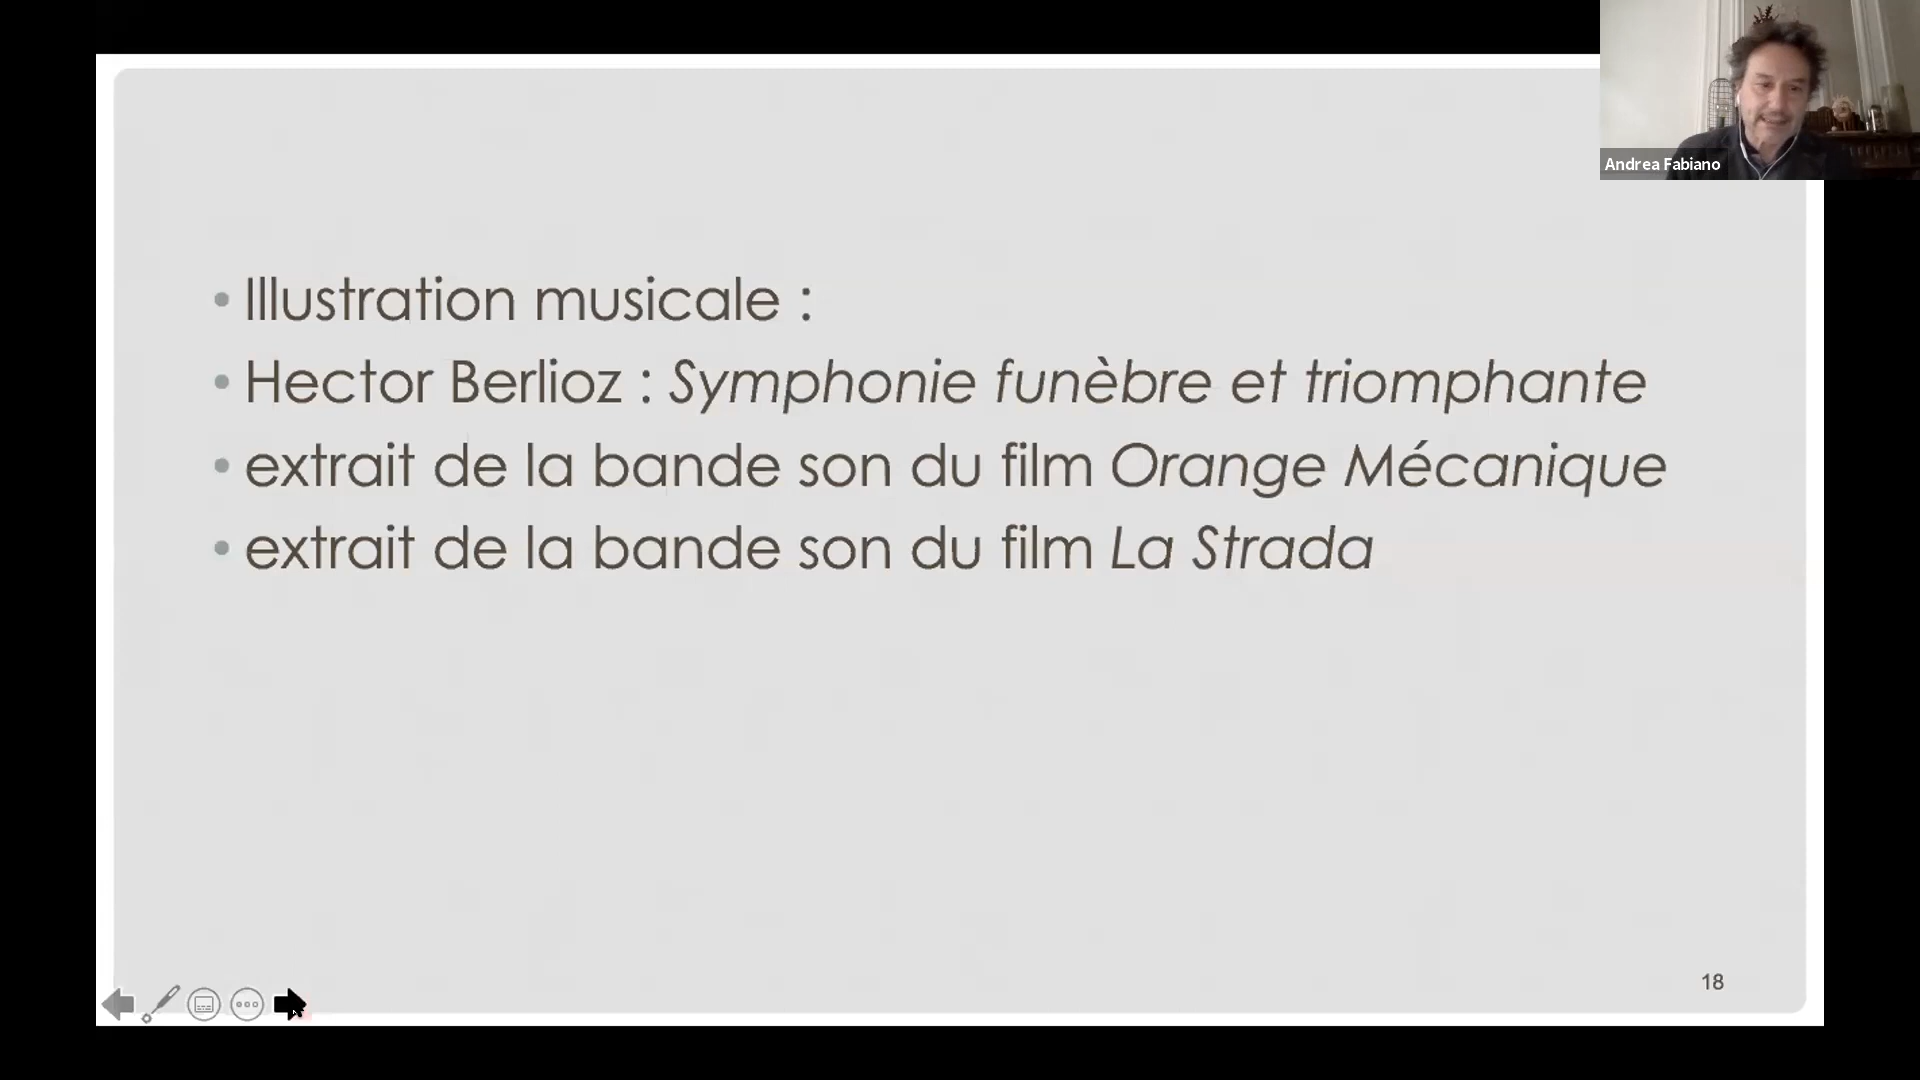 Andrea Fabiano
• Illustration musicale :
• Hector Berlioz : Symphonie funèbre et triomphante
• extrait de la bande son du film Orange Mécanique
• extrait de la bande son du film La Strada
18